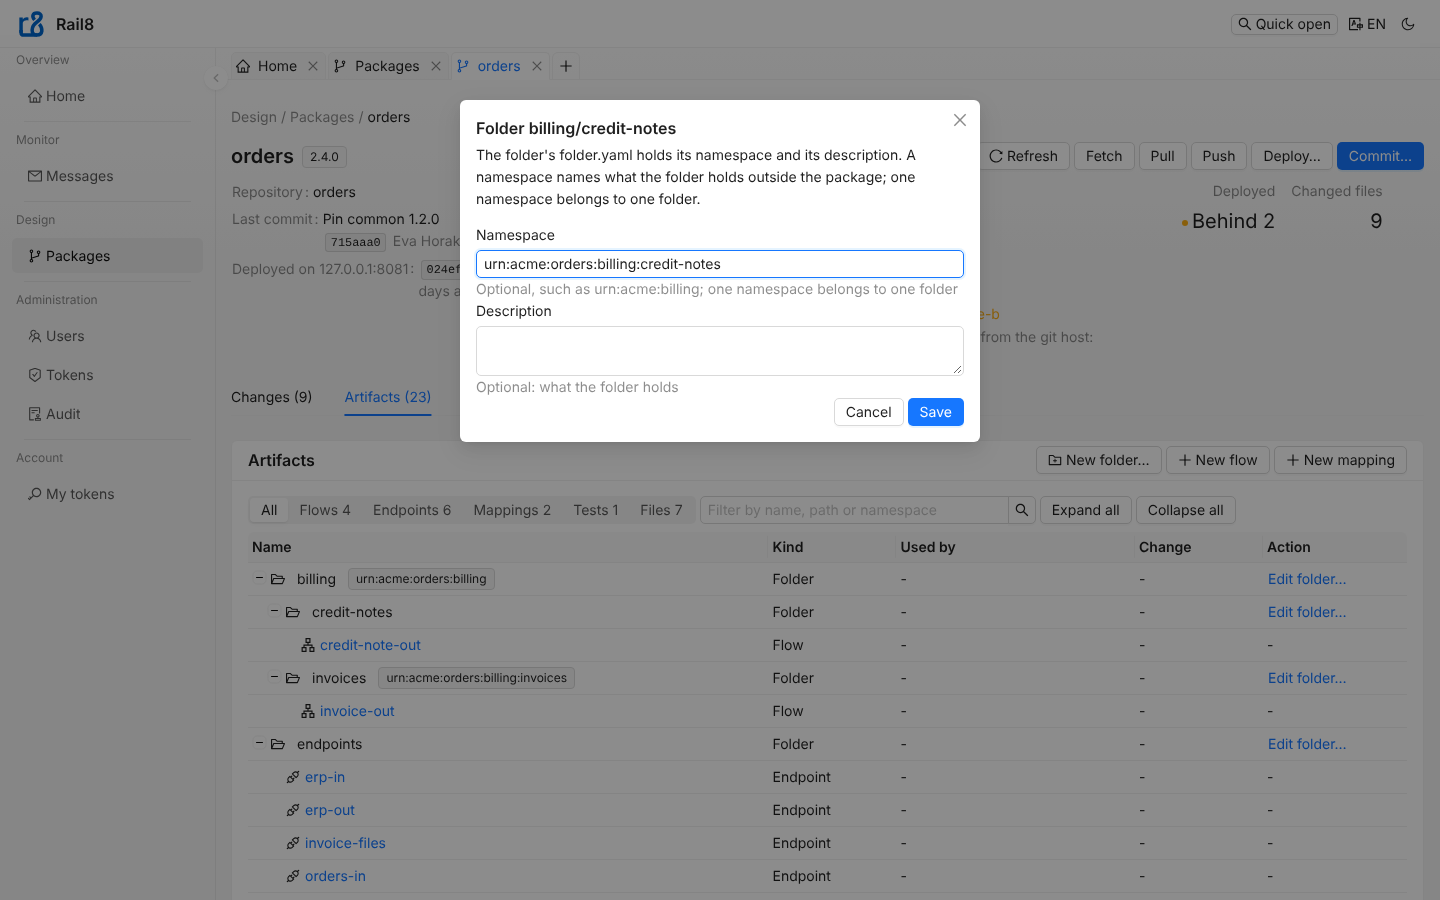 r8 Rail8
Quick open
EN
Overview
Home
Monitor
Messages
Design
Packages
Administration
Users
Tokens
Audit
Account
My tokens
Home
Packages
orders
Design / Packages / orders
orders 2.4.0
Refresh
Fetch
Pull
Push
Deploy...
Commit...
Repository: orders
Last commit: Pin common 1.2.0
715aaa0 Eva Horak
Deployed on 127.0.0.1:8081:
days
Deployed
Behind 2
Changed files
9
from the git host:
Folder billing/credit-notes
The folder's folder.yaml holds its namespace and its description. A
namespace names what the folder holds outside the package; one
namespace belongs to one folder.
Namespace
urn:acme:orders:billing:credit-notes
Optional, such as urn:acme:billing; one namespace belongs to one folder
Description
Optional: what the folder holds
Cancel
Save
Changes (9)
Artifacts (23)
Artifacts
New folder...
New flow
New mapping
All
Flows 4
Endpoints 6
Mappings 2
Tests 1
Files 7
Filter by name, path or namespace
Expand all
Collapse all
Name Kind Used by Change Action
billing urn:acme:orders:billing Folder - - Edit folder...
credit-notes Folder - - Edit folder...
credit-note-out Flow - - -
invoices urn:acme:orders:billing:invoices Folder - - Edit folder...
invoice-out Flow - - -
endpoints Folder - - Edit folder...
erp-in Endpoint - - -
erp-out Endpoint - - -
invoice-files Endpoint - - -
orders-in Endpoint - - -